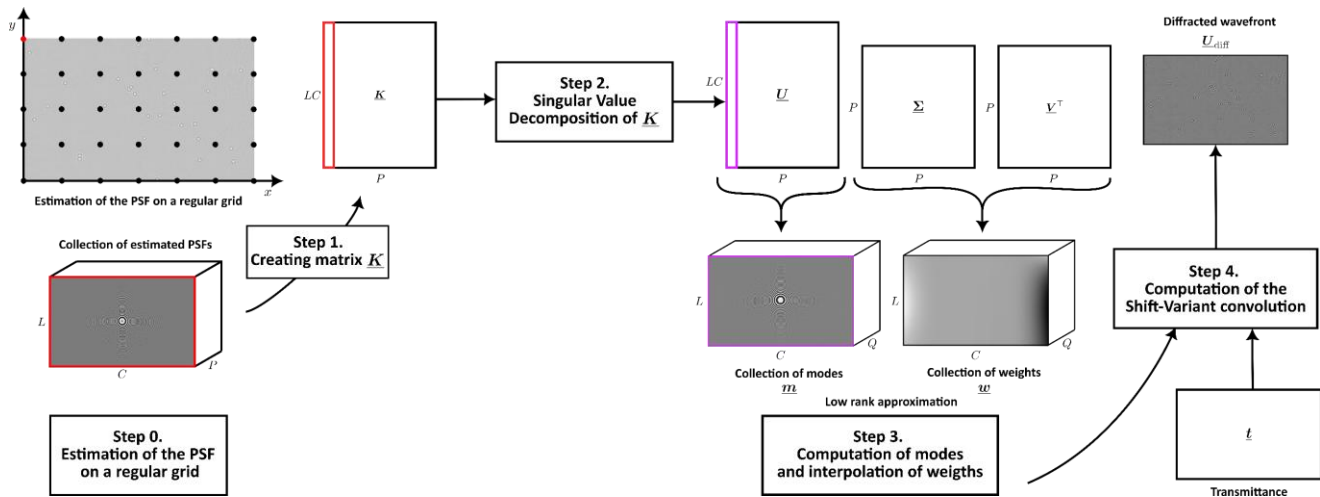 y
x
Estimation of the PSF on a regular grid
Collection of estimated PSFs
L
C
P
Step 0.
Estimation of the PSF
on a regular grid
Step 1.
Creating matrix K
LC
K
P
Step 2.
Singular Value
Decomposition of K
LC
U
P
P
Σ
P
P
V⊤
P
L
C
Q
Collection of modes
m
L
C
Q
Collection of weights
w
Low rank approximation
Step 3.
Computation of modes
and interpolation of weigths
Diffracted wavefront
U_diff
Step 4.
Computation of the
Shift-Variant convolution
t
Transmittance